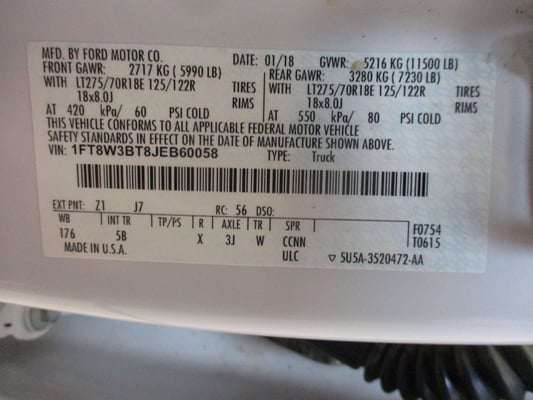 MFD. BY FORD MOTOR CO. DATE: 01/18 GVWR: 5216 KG (11500 LB)
FRONT GAWR: 2717 KG (5990 LB) REAR GAWR: 3280 KG (7230 LB)
WITH LT275/70R18E 125/122R TIRES WITH LT275/70R18E 125/122R TIRES
18x8.0J RIMS 18x8.0J RIMS
AT 420 kPa/ 60 PSI COLD AT 550 kPa/ 80 PSI COLD
THIS VEHICLE CONFORMS TO ALL APPLICABLE FEDERAL MOTOR VEHICLE
SAFETY STANDARDS IN EFFECT ON THE DATE OF MANUFACTURE SHOWN ABOVE.
VIN: 1FT8W3BT8JEB60058 TYPE: Truck
EXT PNT: Z1 J7 RC: 56 DSO:
WB INT TR TP/PS R AXLE TR SPR F0754
176 SB X 3J W CCNN T0615
MADE IN U.S.A. ULC ▽ 5U5A-3520472-AA